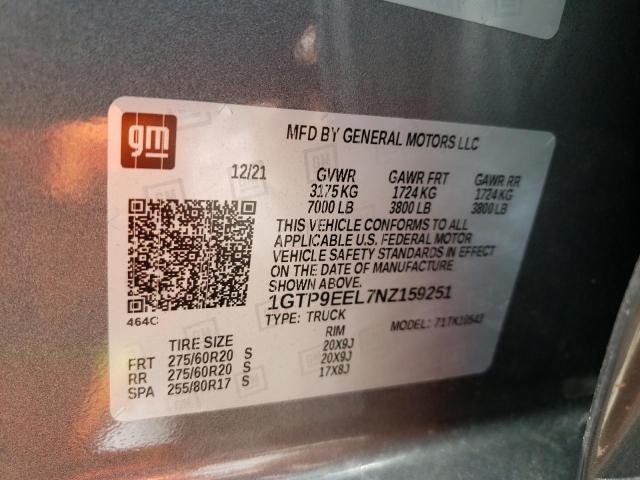 gm
MFD BY GENERAL MOTORS LLC
12/21 GVWR GAWR FRT GAWR RR
3175 KG 1724 KG 1724 KG
7000 LB 3800 LB 3800 LB
THIS VEHICLE CONFORMS TO ALL
APPLICABLE U.S. FEDERAL MOTOR
VEHICLE SAFETY STANDARDS IN EFFECT
ON THE DATE OF MANUFACTURE
SHOWN ABOVE.
1GTP9EEL7NZ159251
464C TYPE: TRUCK MODEL: 71TK10543
TIRE SIZE RIM
FRT 275/60R20 S 20X9J
RR 275/60R20 S 20X9J
SPA 255/80R17 S 17X8J